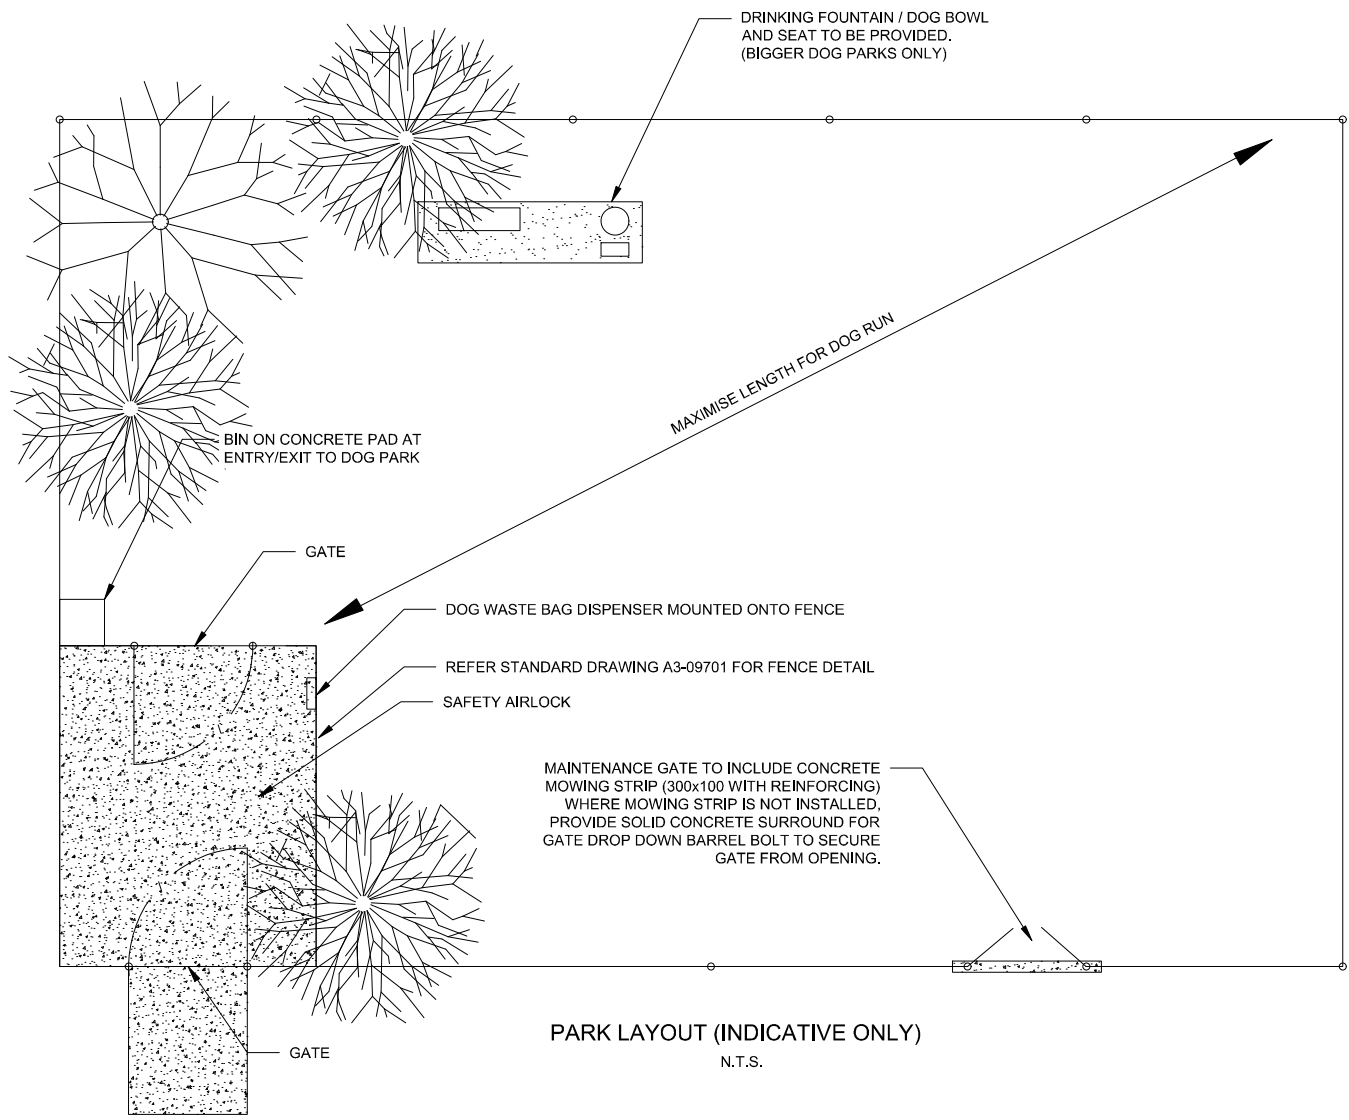 DRINKING FOUNTAIN / DOG BOWL
AND SEAT TO BE PROVIDED.
(BIGGER DOG PARKS ONLY)
MAXIMISE LENGTH FOR DOG RUN
BIN ON CONCRETE PAD AT
ENTRY/EXIT TO DOG PARK
GATE
DOG WASTE BAG DISPENSER MOUNTED ONTO FENCE
REFER STANDARD DRAWING A3-09701 FOR FENCE DETAIL
SAFETY AIRLOCK
MAINTENANCE GATE TO INCLUDE CONCRETE
MOWING STRIP (300x100 WITH REINFORCING)
WHERE MOWING STRIP IS NOT INSTALLED,
PROVIDE SOLID CONCRETE SURROUND FOR
GATE DROP DOWN BARREL BOLT TO SECURE
GATE FROM OPENING.
GATE
PARK LAYOUT (INDICATIVE ONLY)
N.T.S.